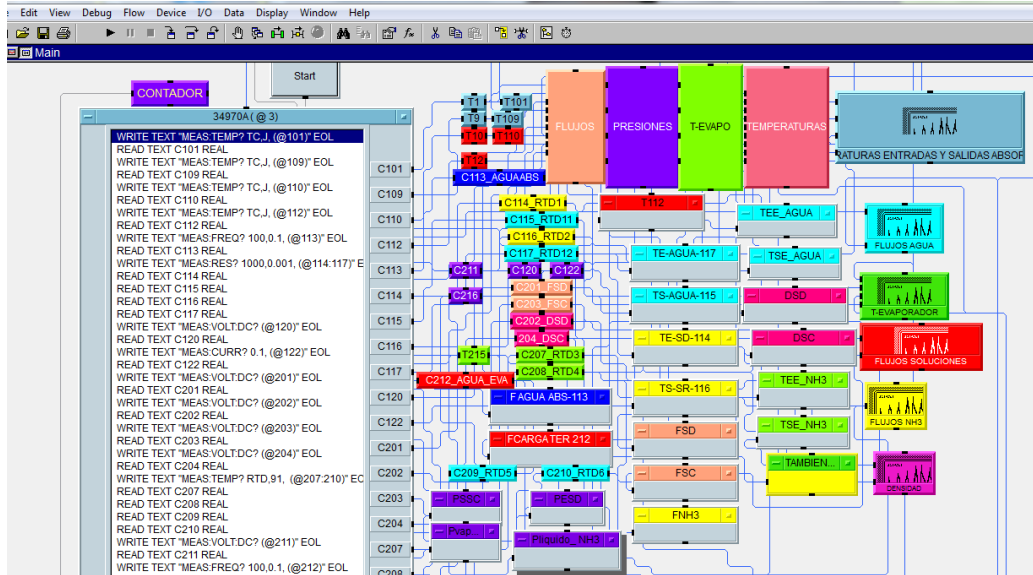 Edit View Debug Flow Device I/O Data Display Window Help
Main
Start
CONTADOR
34970A ( @ 3)
WRITE TEXT "MEAS:TEMP? TC,J, (@101)" EOL
READ TEXT C101 REAL
WRITE TEXT "MEAS:TEMP? TC,J, (@109)" EOL
READ TEXT C109 REAL
WRITE TEXT "MEAS:TEMP? TC,J, (@110)" EOL
READ TEXT C110 REAL
WRITE TEXT "MEAS:TEMP? TC,J, (@112)" EOL
READ TEXT C112 REAL
WRITE TEXT "MEAS:FREQ? 100,0.1, (@113)" EOL
READ TEXT C113 REAL
WRITE TEXT "MEAS:RES? 1000,0.001, (@114:117)" E
READ TEXT C114 REAL
READ TEXT C115 REAL
READ TEXT C116 REAL
READ TEXT C117 REAL
WRITE TEXT "MEAS:VOLT:DC? (@120)" EOL
READ TEXT C120 REAL
WRITE TEXT "MEAS:CURR? 0.1, (@122)" EOL
READ TEXT C122 REAL
WRITE TEXT "MEAS:VOLT:DC? (@201)" EOL
READ TEXT C201 REAL
WRITE TEXT "MEAS:VOLT:DC? (@202)" EOL
READ TEXT C202 REAL
WRITE TEXT "MEAS:VOLT:DC? (@203)" EOL
READ TEXT C203 REAL
WRITE TEXT "MEAS:VOLT:DC? (@204)" EOL
READ TEXT C204 REAL
WRITE TEXT "MEAS:TEMP? RTD,91, (@207:210)" EO
READ TEXT C207 REAL
READ TEXT C208 REAL
READ TEXT C209 REAL
READ TEXT C210 REAL
WRITE TEXT "MEAS:VOLT:DC? (@211)" EOL
READ TEXT C211 REAL
WRITE TEXT "MEAS:FREQ? 100,0.1, (@212)" EOL
C101
C109
C110
C112
C113
C114
C115
C116
C117
C120
C122
C201
C202
C203
C204
C207
C208
T1 T101
T9 T109
T10 T110
T12
C113_AGUAABS
C114_RTD1
C115_RTD11
C116_RTD2
C117_RTD12
C211 C120 C122
C201_FSD
C216 C203_FSC
C202_DSD
204_DSC
T215 C207_RTD3
C208_RTD4
C212_AGUA_EVA
FAGUA ABS-113
FCARGATER 212
C209_RTD5 C210_RTD6
PSSC PESD
Pvap...
Pliquido_ NH3
FLUJOS PRESIONES T-EVAPO TEMPERATURAS
T112
TE-AGUA-117
TS-AGUA-115
TE-SD-114
TS-SR-116
FSD
FSC
FNH3
TEE_AGUA
TSE_AGUA
DSD
DSC
TEE_NH3
TSE_NH3
TAMBIEN...
RATURAS ENTRADAS Y SALIDAS ABSOR
FLUJOS AGUA
T-EVAPORADOR
FLUJOS SOLUCIONES
FLUJOS NH3
DENSIDAD